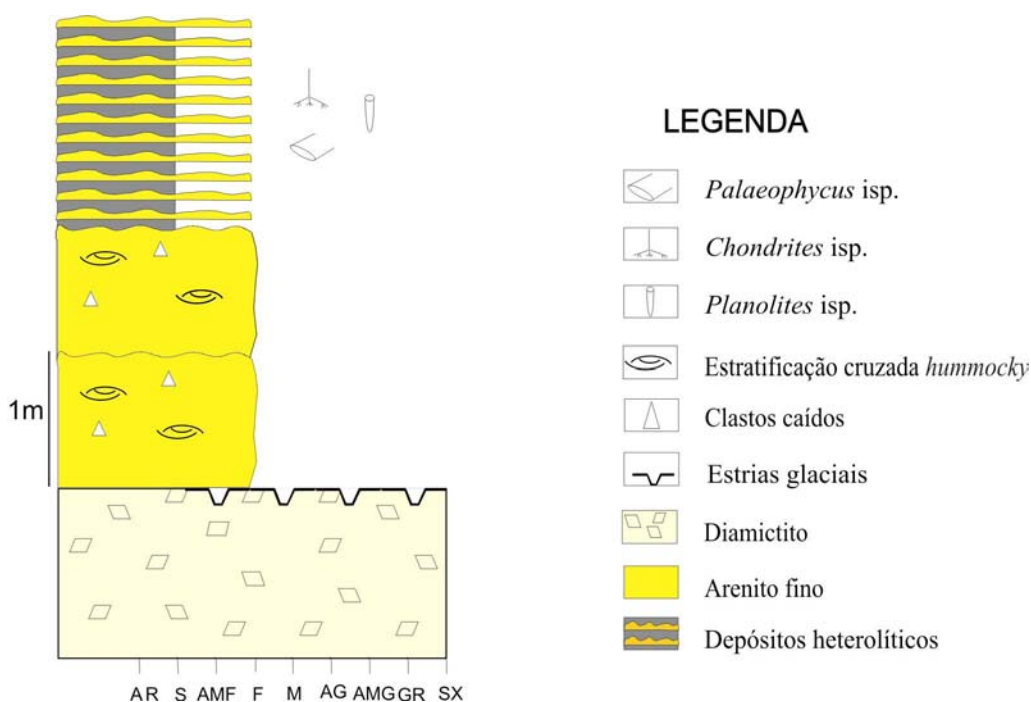 LEGENDA
Palaeophycus isp.
Chondrites isp.
Planolites isp.
Estratificação cruzada hummocky
Clastos caídos
Estrias glaciais
Diamictito
Arenito fino
Depósitos heterolíticos
1m
AR S AMF F M AG AMG GR SX